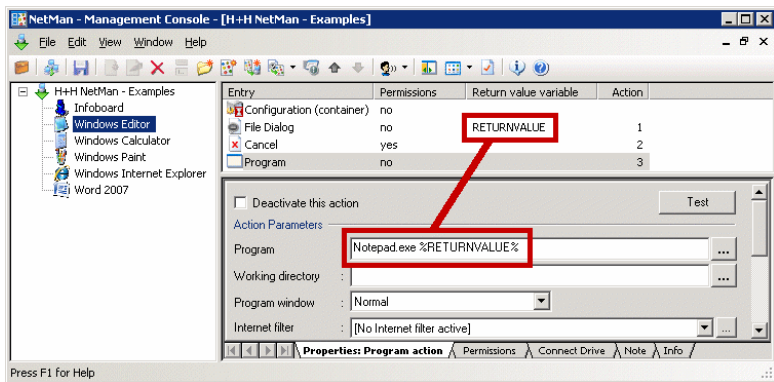 NetMan - Management Console - [H+H NetMan - Examples]
File Edit View Window Help
H+H NetMan - Examples
Infoboard
Windows Editor
Windows Calculator
Windows Paint
Windows Internet Explorer
Word 2007
Entry Permissions Return value variable Action
Configuration (container) no
File Dialog no RETURNVALUE 1
Cancel yes 2
Program no 3
Deactivate this action Test
Action Parameters
Program Notepad.exe %RETURNVALUE% ...
Working directory : ...
Program window : Normal
Internet filter : [No Internet filter active] ...
Properties: Program action Permissions Connect Drive Note Info
Press F1 for Help